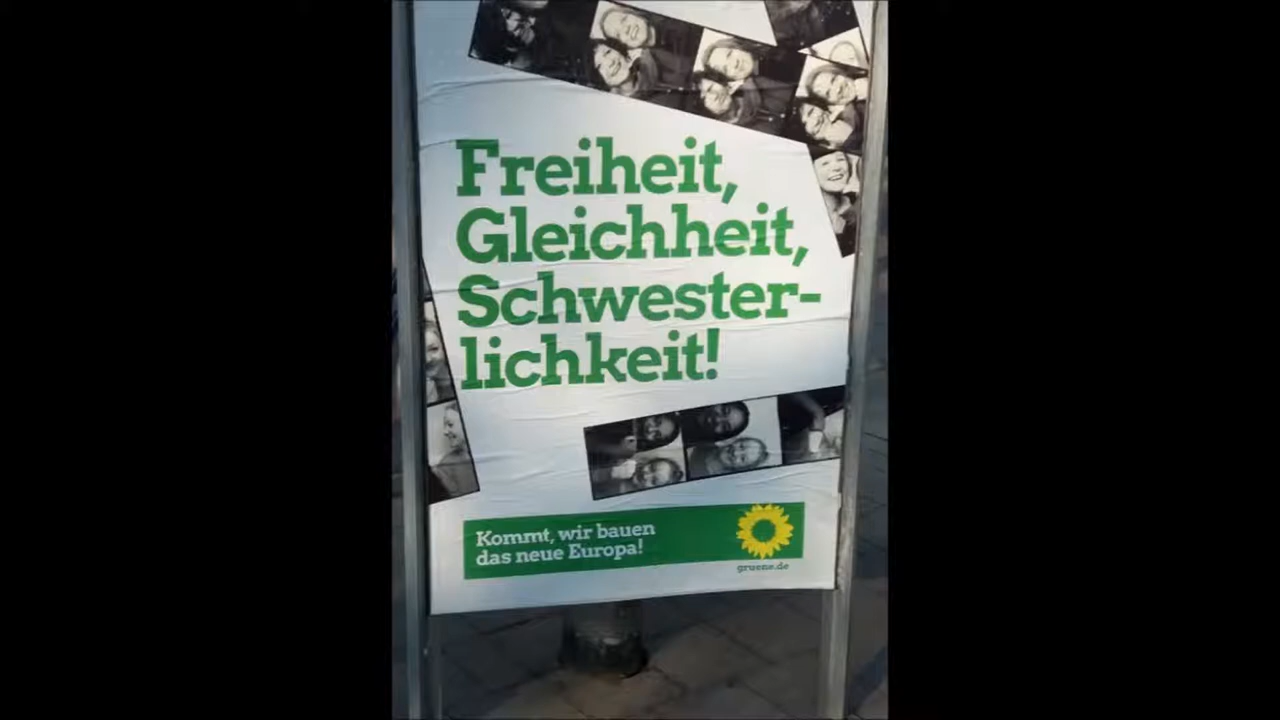 Freiheit,
Gleichheit,
Schwester-
lichkeit!
Kommt, wir bauen
das neue Europa!
gruene.de